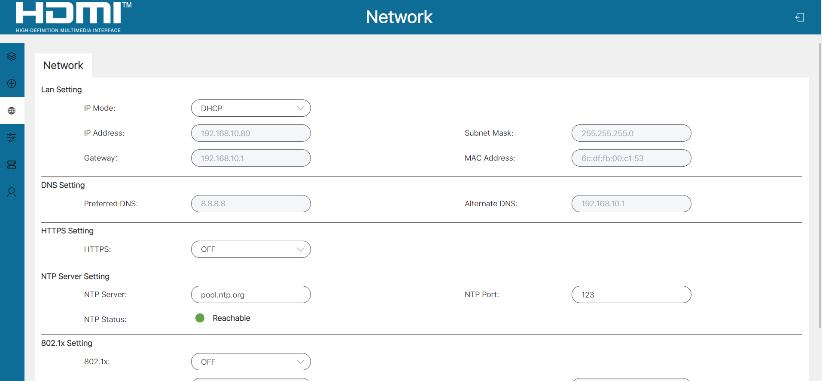 HDMI™
HIGH-DEFINITION MULTIMEDIA INTERFACE
Network
Network
Lan Setting
IP Mode: DHCP
IP Address: 192.168.10.80 Subnet Mask: 255.255.255.0
Gateway: 192.168.10.1 MAC Address: 6c:df:fb:00:c1:53
DNS Setting
Preferred DNS: 8.8.8.8 Alternate DNS: 192.168.10.1
HTTPS Setting
HTTPS: OFF
NTP Server Setting
NTP Server: pool.ntp.org NTP Port: 123
NTP Status: Reachable
802.1x Setting
802.1x: OFF